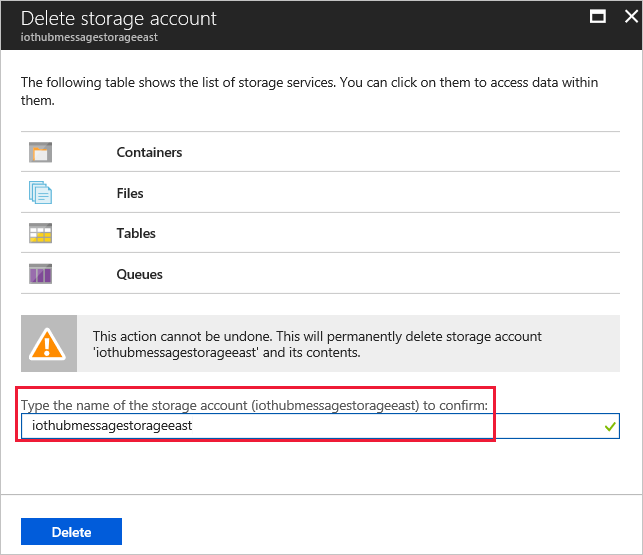 Delete storage account
iothubmessagestorageeast
The following table shows the list of storage services. You can click on them to access data within
them.
Containers
Files
Tables
Queues
This action cannot be undone. This will permanently delete storage account
'iothubmessagestorageeast' and its contents.
Type the name of the storage account (iothubmessagestorageeast) to confirm:
iothubmessagestorageeast
Delete